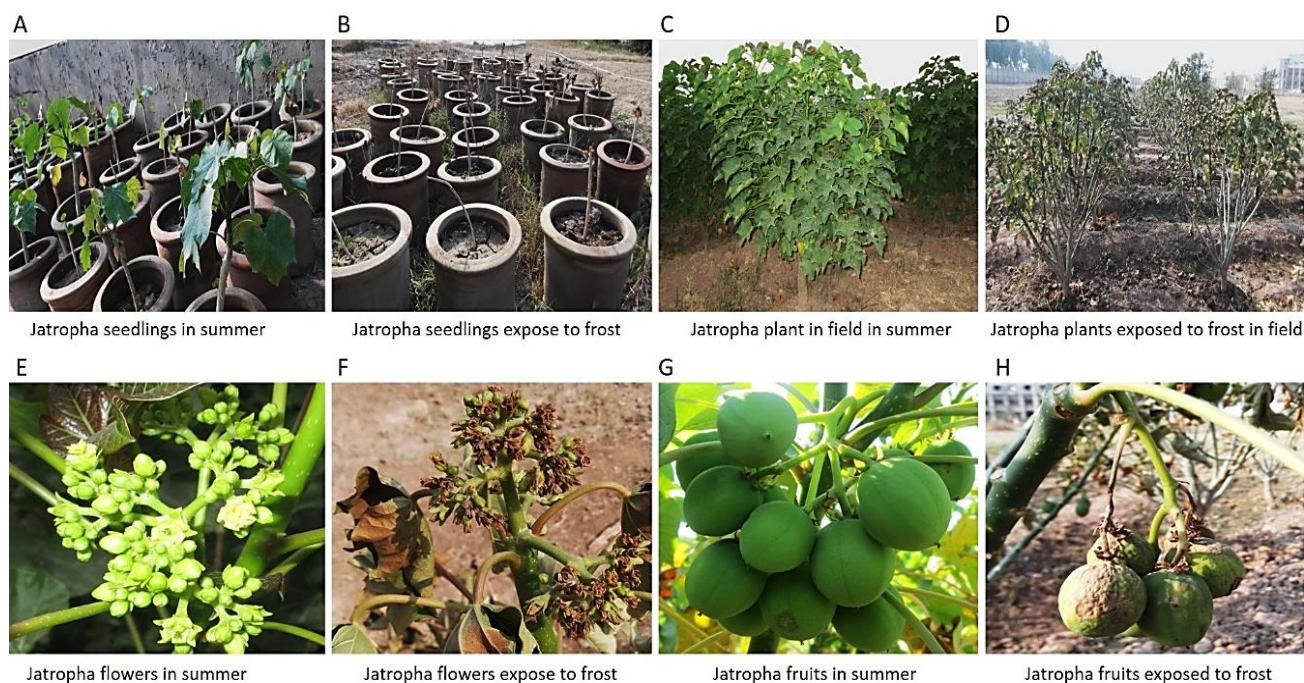 A
B
C
D
Jatropha seedlings in summer
Jatropha seedlings expose to frost
Jatropha plant in field in summer
Jatropha plants exposed to frost in field
E
F
G
H
Jatropha flowers in summer
Jatropha flowers expose to frost
Jatropha fruits in summer
Jatropha fruits exposed to frost